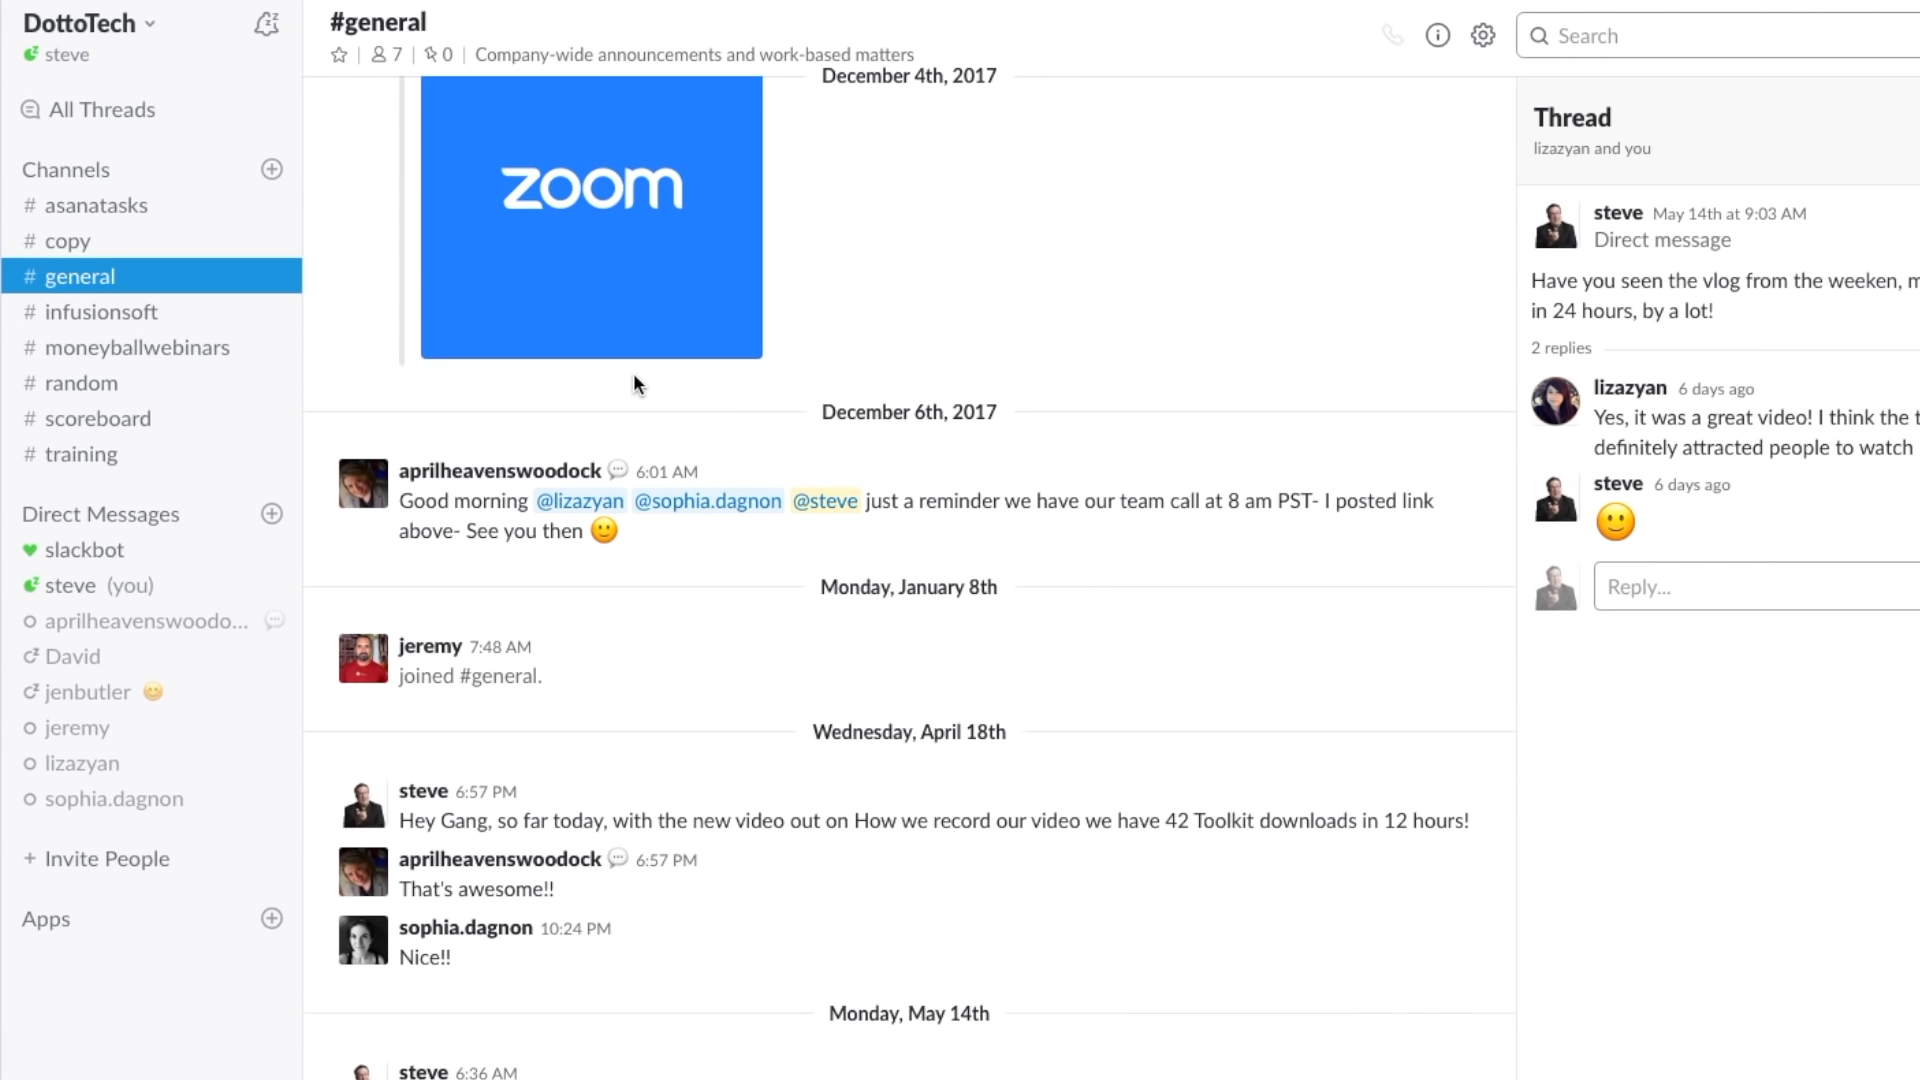 DottoTech
steve
All Threads
Channels
# asanatasks
# copy
# general
# infusionsoft
# moneyballwebinars
# random
# scoreboard
# training
Direct Messages
slackbot
steve (you)
aprilheavenswoodo...
David
jenbutler
jeremy
lizazyan
sophia.dagnon
+ Invite People
Apps
#general
7 | 0 | Company-wide announcements and work-based matters
Search
December 4th, 2017
zoom
December 6th, 2017
aprilheavenswoodock 6:01 AM
Good morning @lizazyan @sophia.dagnon @steve just a reminder we have our team call at 8 am PST- I posted link
above- See you then
Monday, January 8th
jeremy 7:48 AM
joined #general.
Wednesday, April 18th
steve 6:57 PM
Hey Gang, so far today, with the new video out on How we record our video we have 42 Toolkit downloads in 12 hours!
aprilheavenswoodock 6:57 PM
That's awesome!!
sophia.dagnon 10:24 PM
Nice!!
Monday, May 14th
steve 6:36 AM
Thread
lizazyan and you
steve May 14th at 9:03 AM
Direct message
Have you seen the vlog from the weeken, m
in 24 hours, by a lot!
2 replies
lizazyan 6 days ago
Yes, it was a great video! I think the t
definitely attracted people to watch
steve 6 days ago
Reply...